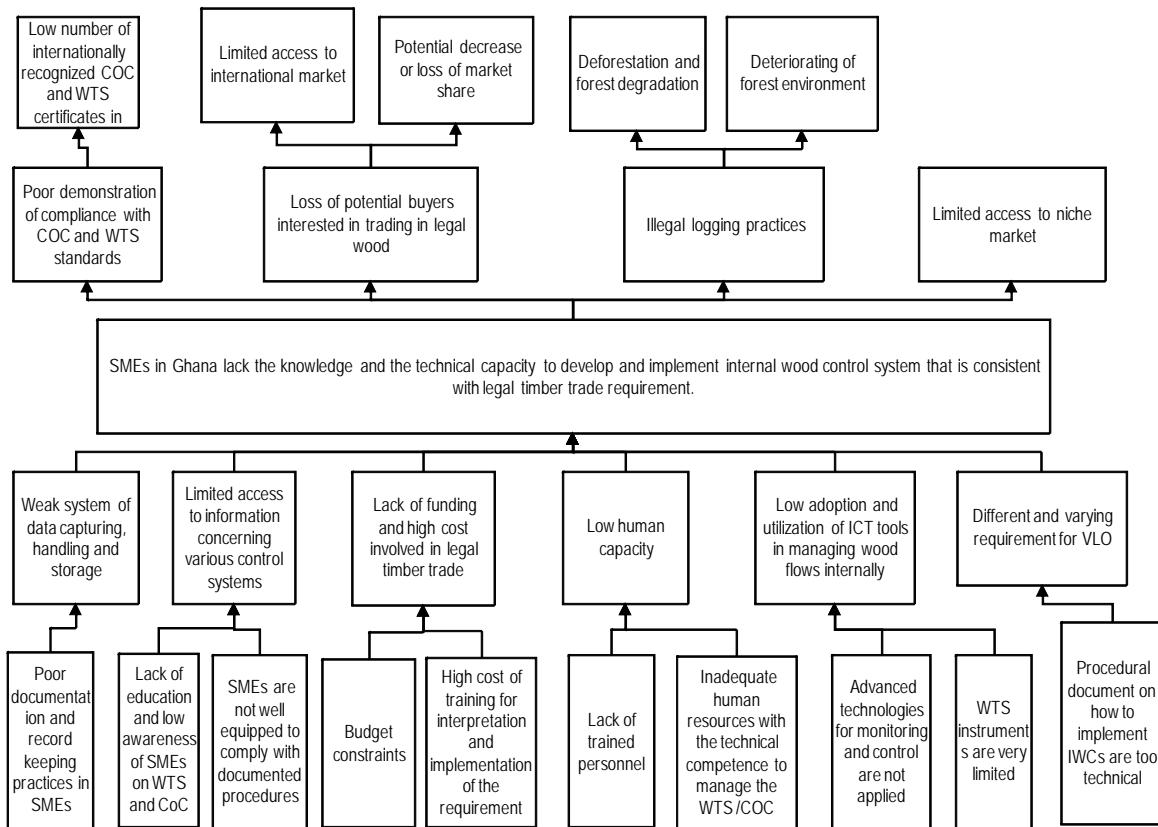 Low number of
internationally
recognized COC
and WTS
certificates in
Limited access to
international market
Potential decrease
or loss of market
share
Deforestation and
forest degradation
Deteriorating of
forest environment
Poor demonstration
of compliance with
COC and WTS
standards
Loss of potential buyers
interested in trading in legal
wood
Illegal logging practices
Limited access to niche
market
SMEs in Ghana lack the knowledge and the technical capacity to develop and implement internal wood control system that is consistent
with legal timber trade requirement.
Weak system of
data capturing,
handling and
storage
Limited access
to information
concerning
various control
systems
Lack of funding
and high cost
involved in legal
timber trade
Low human
capacity
Low adoption and
utilization of ICT tools
in managing wood
flows internally
Different and varying
requirement for VLO
Poor
documentat
ion and
record
keeping
practices in
SMEs
Lack of
education
and low
awareness
of SMEs
on WTS
and CoC
SMEs are
not well
equipped to
comply with
documented
procedures
Budget
constraints
High cost of
training for
interpretation
and
implementation
of the
requirement
Lack of
trained
personnel
Inadequate
human
resources with
the technical
competence to
manage the
WTS/COC
Advanced
technologies
for monitoring
and control
are not
applied
WTS
instrument
s are very
limited
Procedural
document on
how to
implement
IWCs are too
technical